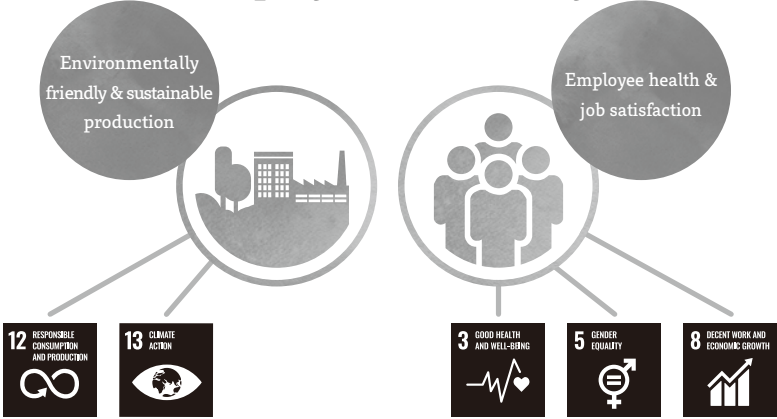 Environmentally
friendly & sustainable
production
Employee health &
job satisfaction
12 RESPONSIBLE
CONSUMPTION
AND PRODUCTION
13 CLIMATE
ACTION
3 GOOD HEALTH
AND WELL-BEING
5 GENDER
EQUALITY
8 DECENT WORK AND
ECONOMIC GROWTH